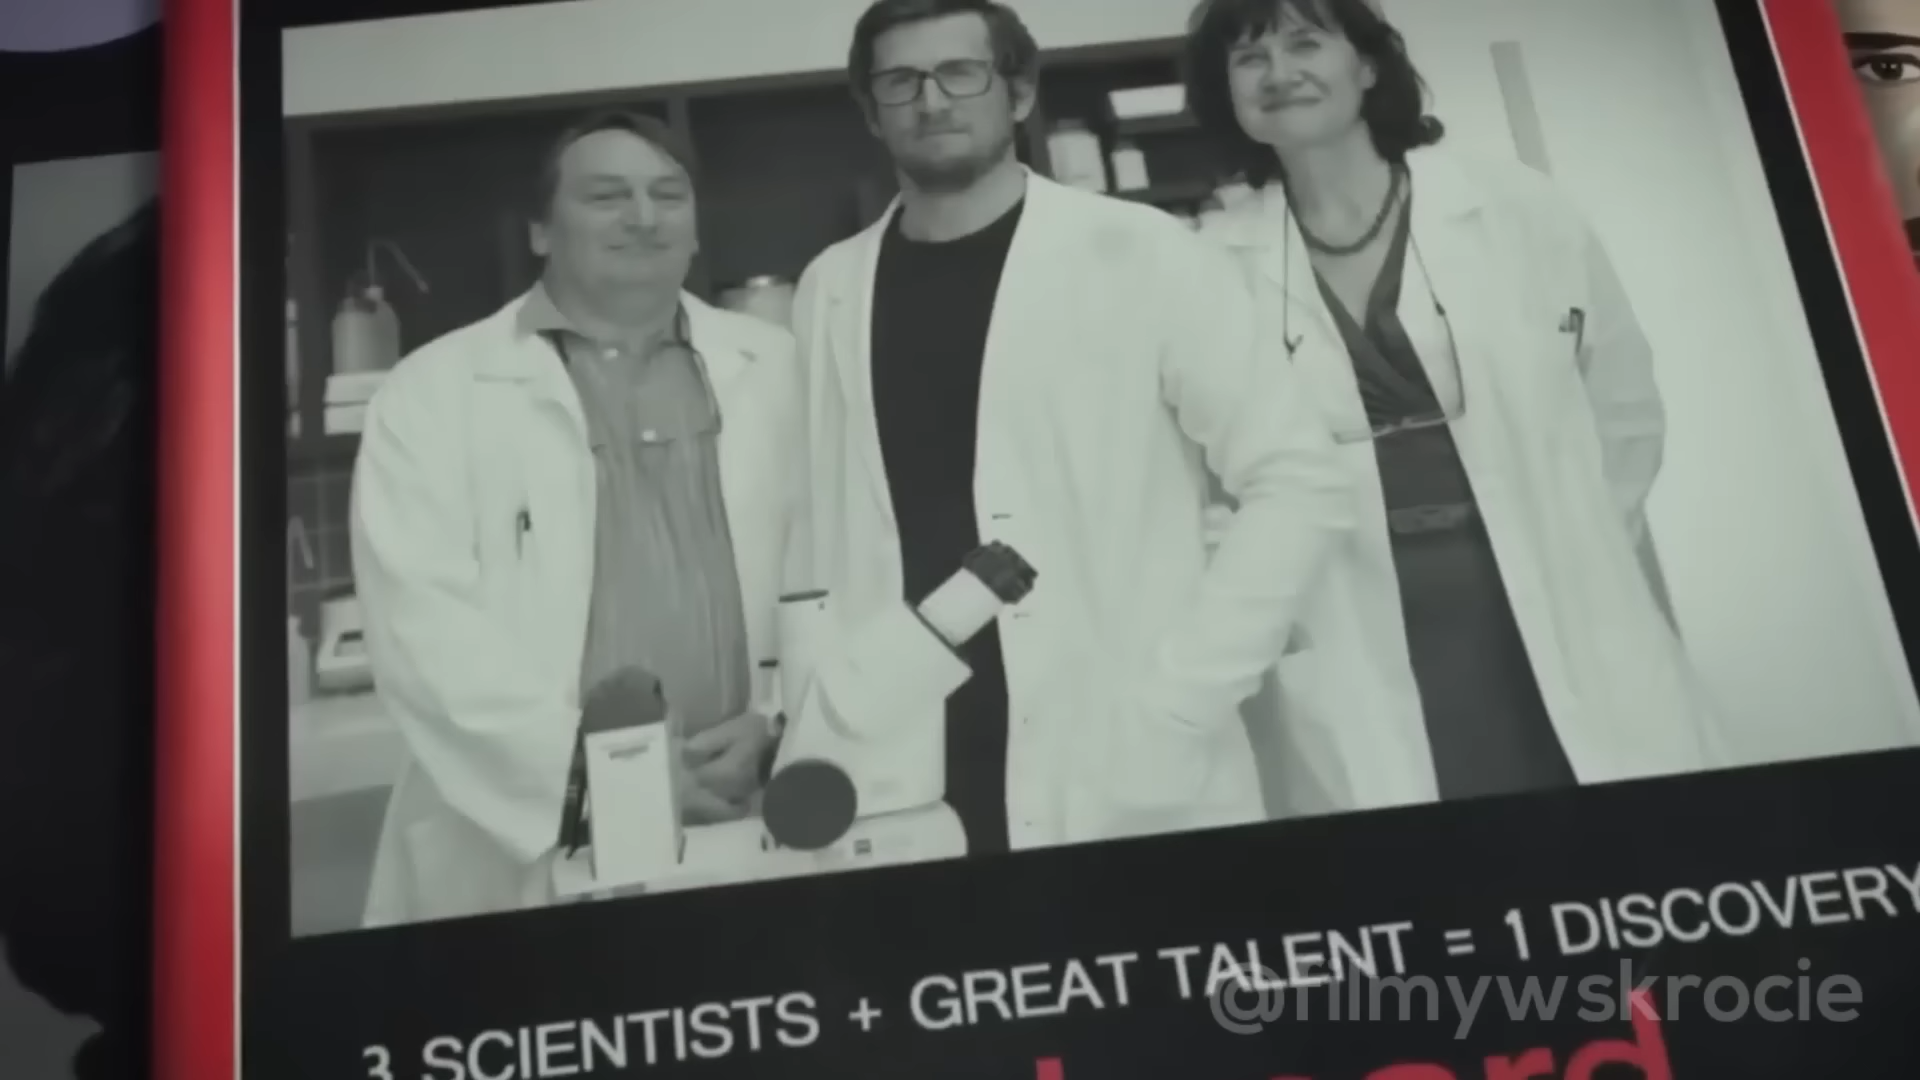 3 SCIENTISTS + GREAT TALENT = 1 DISCOVERY
@filmywskrocie